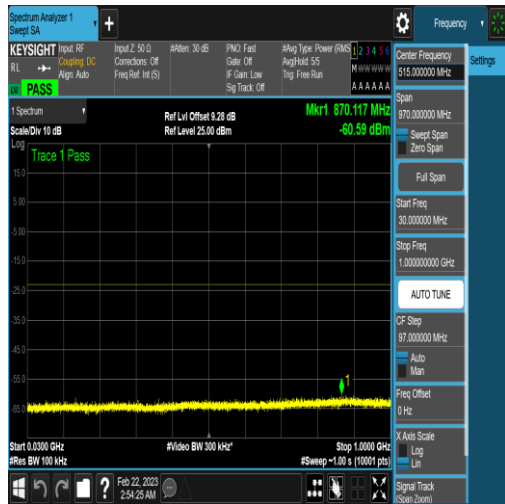 Spectrum Analyzer 1
Swept SA
+
Frequency
KEYSIGHT
Input: RF
Coupling: DC
Align: Auto
Input Z: 50 Ω
Corrections: Off
Freq Ref: Int (S)
#Atten: 30 dB
PNO: Fast
Gate: Off
IF Gain: Low
Sig Track: Off
#Avg Type: Power (RMS)
Avg|Hold: 5/5
Trig: Free Run
1 2 3 4 5 6
M W W W W W
A A A A A A
R L
PASS
1 Spectrum
Scale/Div 10 dB
Ref Lvl Offset 9.28 dB
Ref Level 25.00 dBm
Mkr1 870.117 MHz
-60.59 dBm
Log
Trace 1 Pass
15.0
5.00
-5.00
-15.0
-25.0
-35.0
-45.0
-55.0
-65.0
1
Start 0.0300 GHz
#Res BW 100 kHz
#Video BW 300 kHz*
Stop 1.0000 GHz
#Sweep ~1.00 s (10001 pts)
?
Feb 22, 2023
2:54:25 AM
Center Frequency
515.000000 MHz
Settings
Span
970.000000 MHz
Swept Span
Zero Span
Full Span
Start Freq
30.000000 MHz
Stop Freq
1.000000000 GHz
AUTO TUNE
CF Step
97.000000 MHz
Auto
Man
Freq Offset
0 Hz
X Axis Scale
Log
Lin
Signal Track
(Span Zoom)